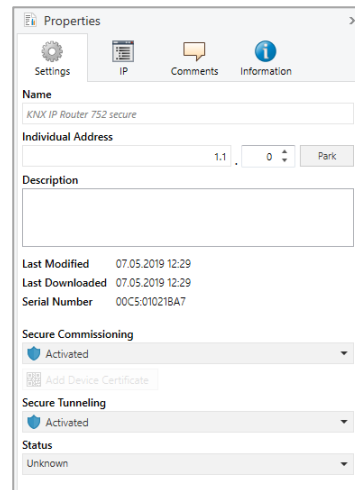 Properties
Settings
IP
Comments
Information
Name
KNX IP Router 752 secure
Individual Address
1.1 . 0 Park
Description
Last Modified 07.05.2019 12:29
Last Downloaded 07.05.2019 12:29
Serial Number 00C5:01021BA7
Secure Commissioning
Activated
Add Device Certificate
Secure Tunneling
Activated
Status
Unknown